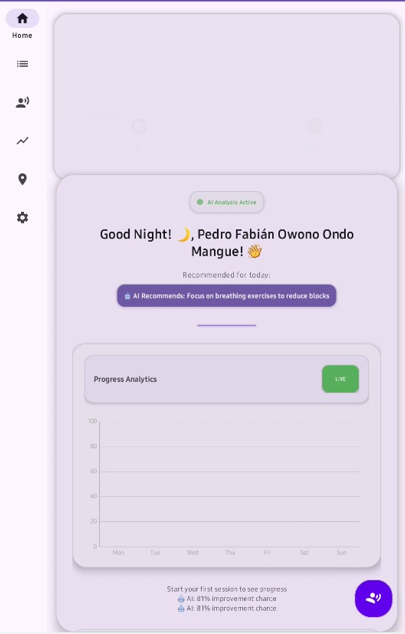 Home
AI Analysis Active
Good Night! 🌙, Pedro Fabián Owono Ondo
Mangue! 👋
Recommended for today:
🤖 AI Recommends: Focus on breathing exercises to reduce blocks
Progress Analytics
LIVE
100
80
60
40
20
0
Mon Tue Wed Thu Fri Sat Sun
Start your first session to see progress
🤖 AI: 81% improvement chance
🤖 AI: 81% improvement chance